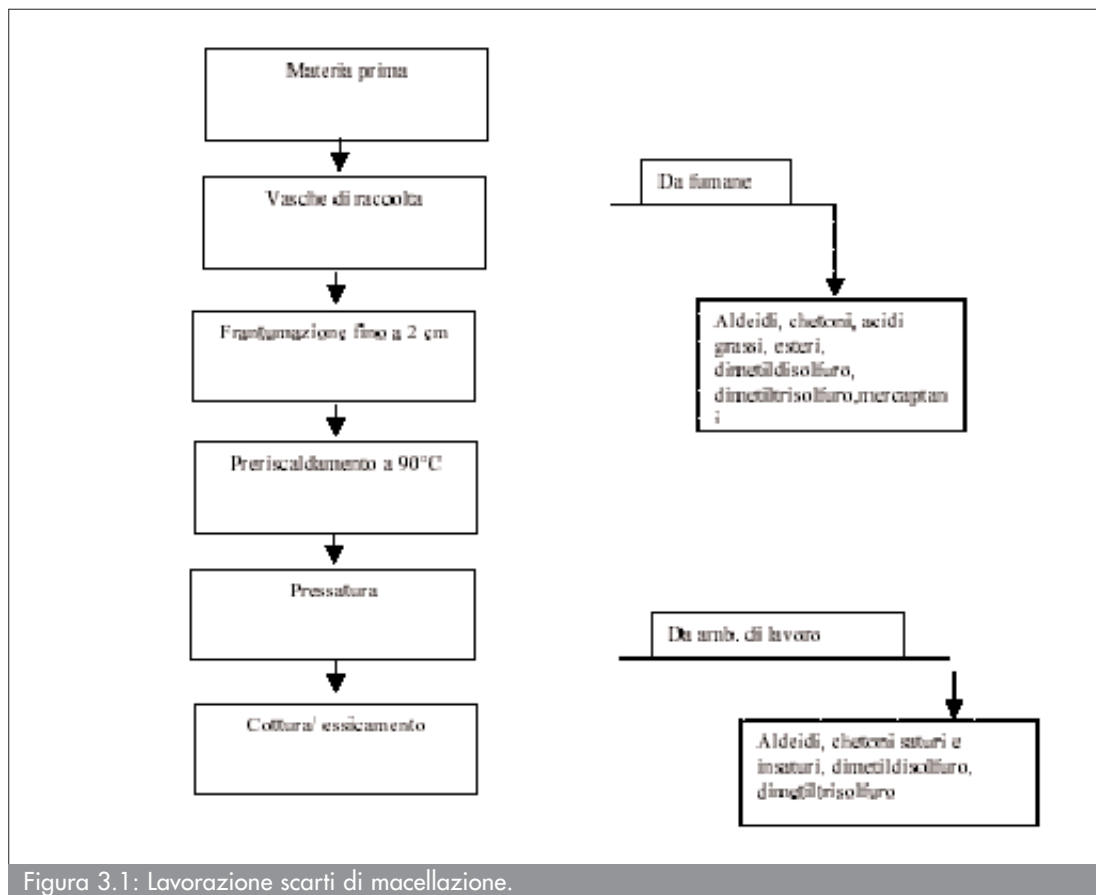 Materia prima
Vasche di raccolta
Frantumazione fino a 2 cm
Preriscaldamento a 90°C
Pressatura
Cottura/ essicamento
Da fumane
Aldeidi, chetoni, acidi
grassi, esteri,
dimetildisolfuro,
dimetiltrisolfuro,mercaptan
i
Da amb. di lavoro
Aldeidi, chetoni saturi e
insaturi, dimetildisolfuro,
dimetiltrisolfuro
Figura 3.1: Lavorazione scarti di macellazione.